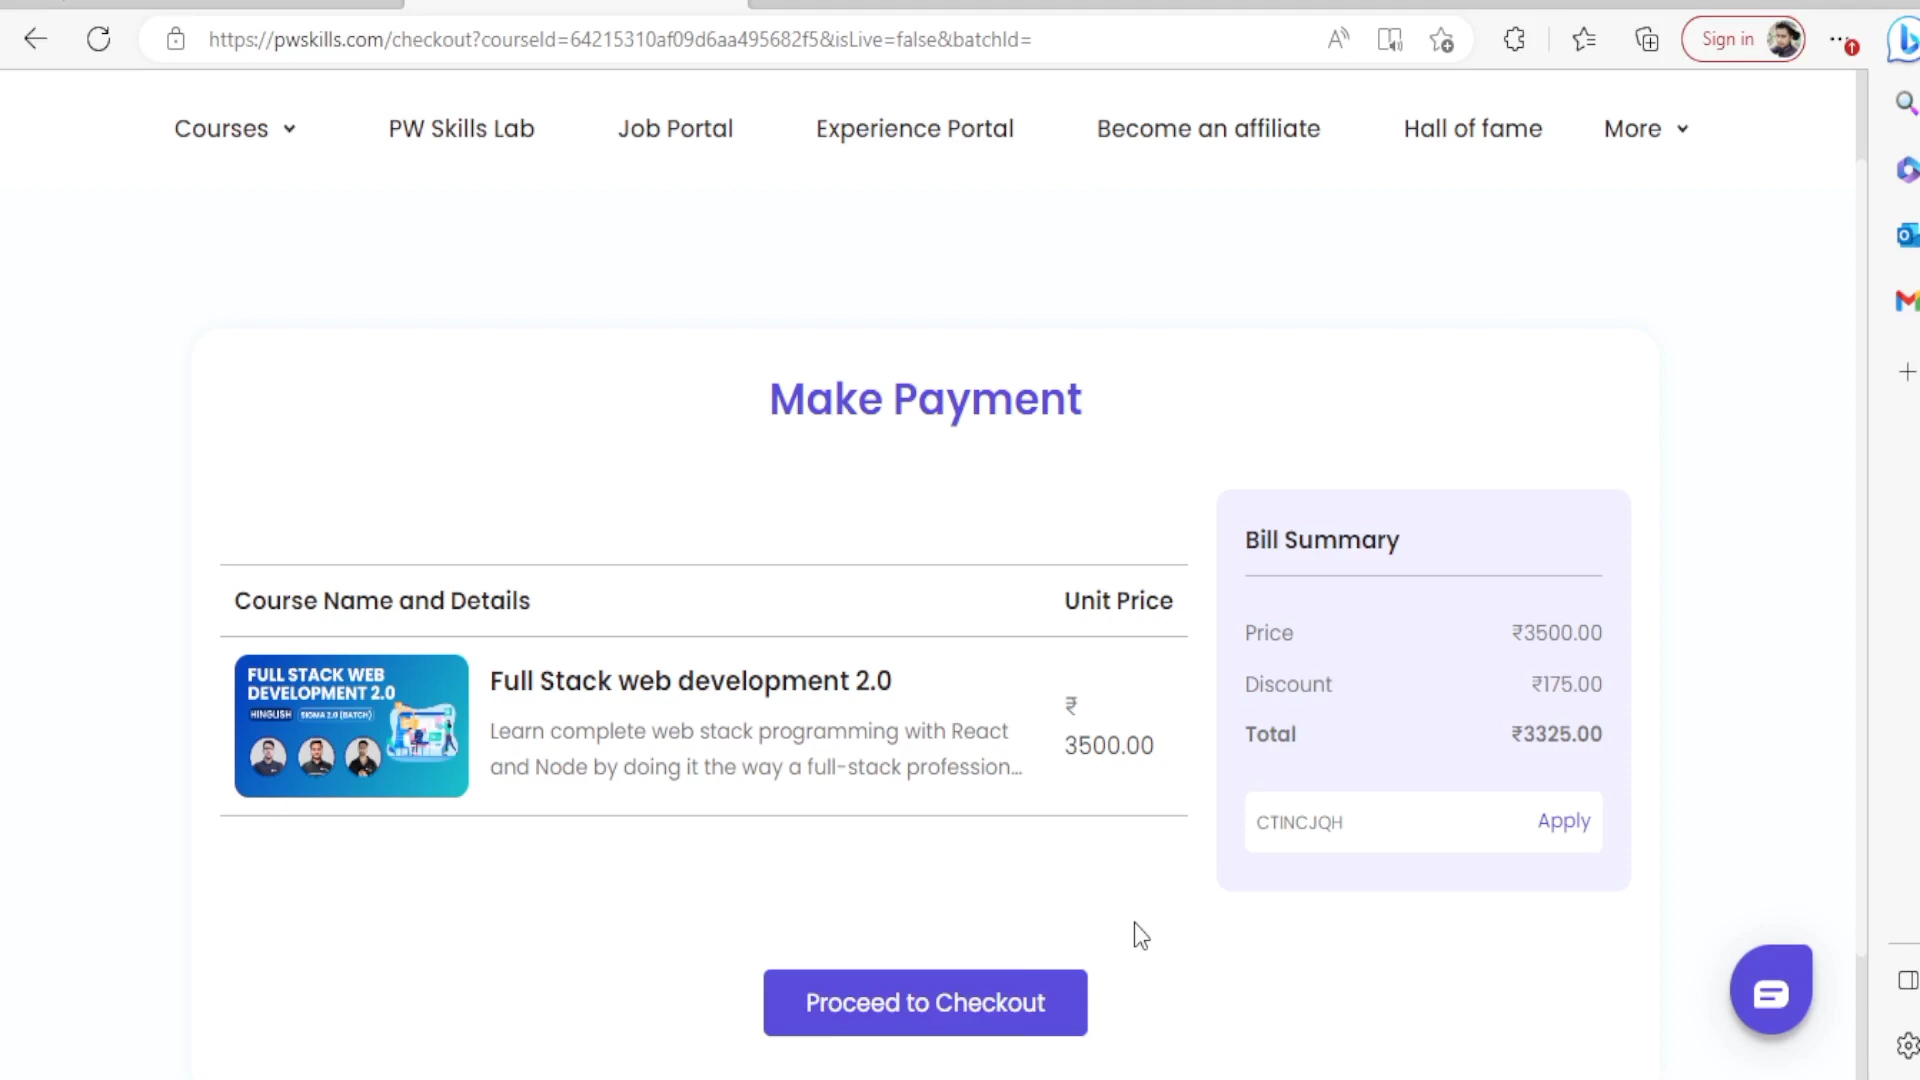 https://pwskills.com/checkout?courseId=64215310af09d6aa495682f5&isLive=false&batchId=
Sign in
Courses
PW Skills Lab
Job Portal
Experience Portal
Become an affiliate
Hall of fame
More
Make Payment
Course Name and Details
Unit Price
FULL STACK WEB
DEVELOPMENT 2.0
HINGLISH
SIGMA 2.0 (BATCH)
Full Stack web development 2.0
Learn complete web stack programming with React
and Node by doing it the way a full-stack profession...
₹
3500.00
Bill Summary
Price ₹3500.00
Discount ₹175.00
Total ₹3325.00
CTINCJQH Apply
Proceed to Checkout